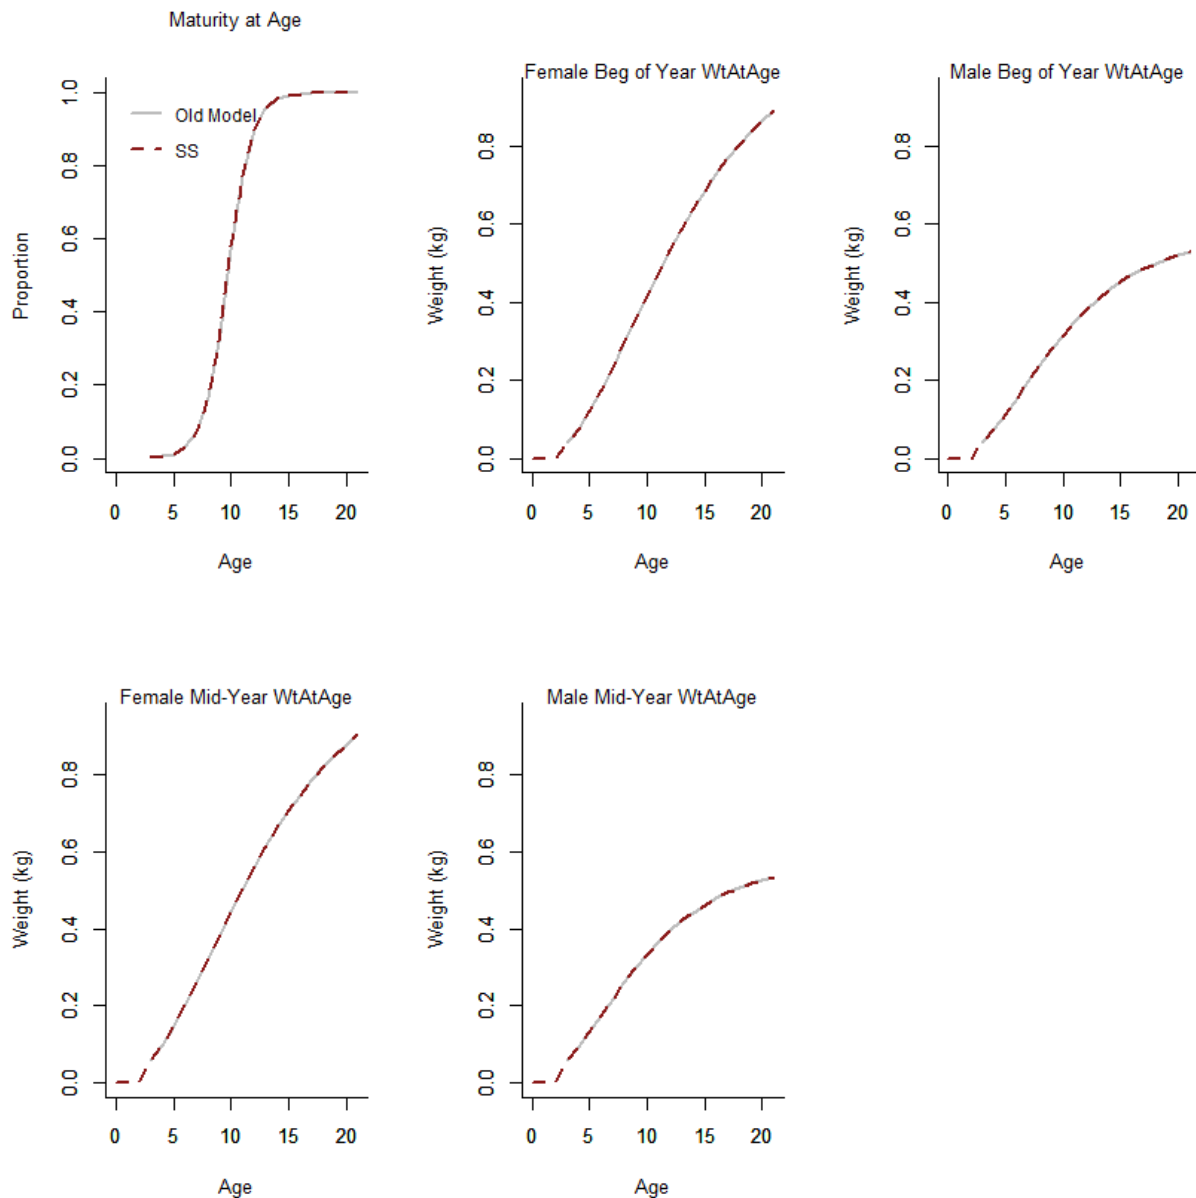 Maturity at Age
Proportion
0.0 0.2 0.4 0.6 0.8 1.0
Old Model
SS
0 5 10 15 20
Age
Female Beg of Year WtAtAge
Weight (kg)
0.0 0.2 0.4 0.6 0.8
0 5 10 15 20
Age
Male Beg of Year WtAtAge
Weight (kg)
0.0 0.2 0.4 0.6 0.8
0 5 10 15 20
Age
Female Mid-Year WtAtAge
Weight (kg)
0.0 0.2 0.4 0.6 0.8
0 5 10 15 20
Age
Male Mid-Year WtAtAge
Weight (kg)
0.0 0.2 0.4 0.6 0.8
0 5 10 15 20
Age